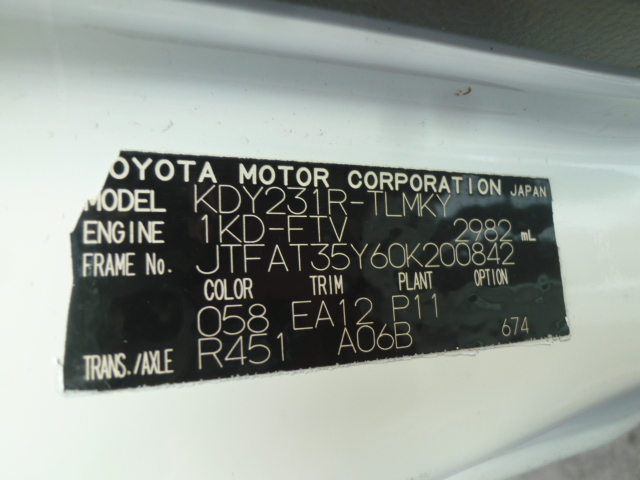 TOYOTA MOTOR CORPORATION JAPAN
MODEL KDY231R-TLMKY
ENGINE 1KD-FTV 2982 mL
FRAME No. JTFAT35Y60K200842
COLOR TRIM PLANT OPTION
058 EA12 P11
TRANS./AXLE R451 A06B 674